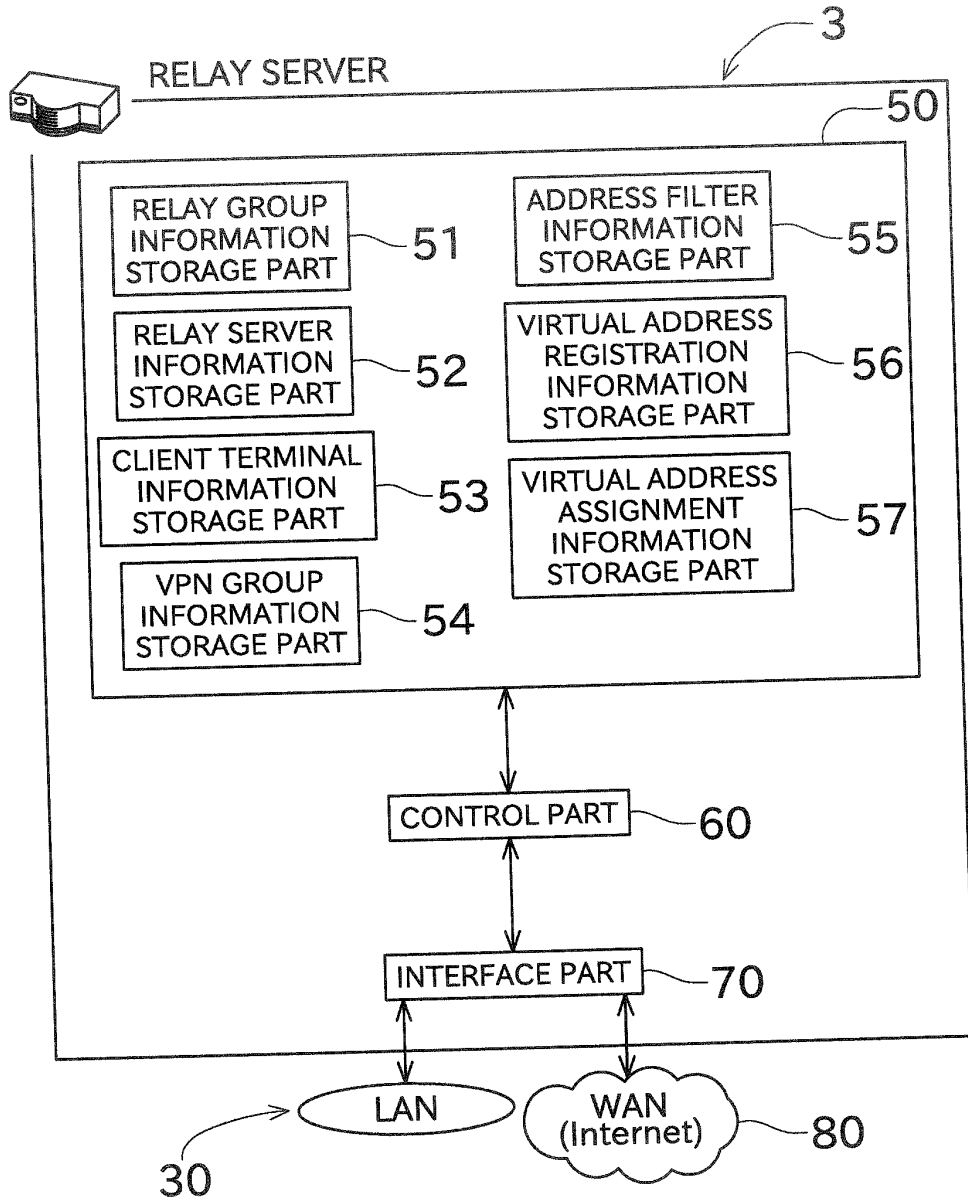 3
RELAY SERVER
50
RELAY GROUP
INFORMATION
STORAGE PART
51
RELAY SERVER
INFORMATION
STORAGE PART
52
CLIENT TERMINAL
INFORMATION
STORAGE PART
53
VPN GROUP
INFORMATION
STORAGE PART
54
ADDRESS FILTER
INFORMATION
STORAGE PART
55
VIRTUAL ADDRESS
REGISTRATION
INFORMATION
STORAGE PART
56
VIRTUAL ADDRESS
ASSIGNMENT
INFORMATION
STORAGE PART
57
CONTROL PART
60
INTERFACE PART
70
LAN
30
WAN
(Internet)
80